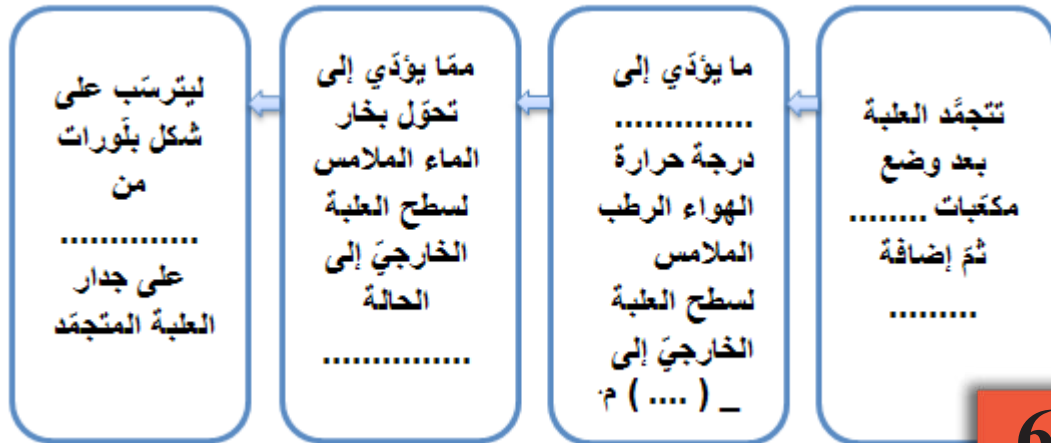 تتجمَّد العلبة
بعد وضع
مكعّبات ........
ثمّ إضافة
.........
ما يؤدّي إلى
..............
درجة حرارة
الهواء الرطب
الملامس
لسطح العلبة
الخارجيّ إلى
_ ( .... ) م◦
ممّا يؤدّي إلى
تحوّل بخار
الماء الملامس
لسطح العلبة
الخارجيّ إلى
الحالة
...............
ليترسّب على
شكل بلّورات
من
..............
على جدار
العلبة المتجمّد
6